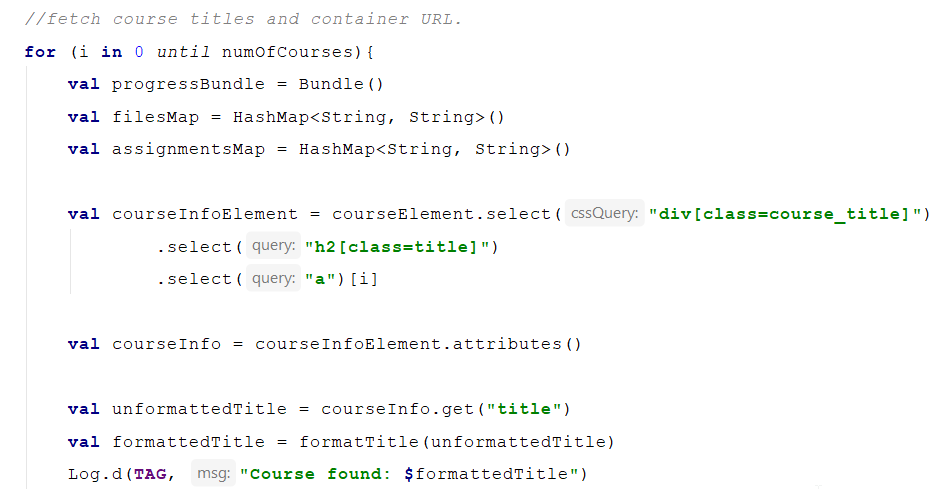 //fetch course titles and container URL.
for (i in 0 until numOfCourses){
val progressBundle = Bundle()
val filesMap = HashMap<String, String>()
val assignmentsMap = HashMap<String, String>()
val courseInfoElement = courseElement.select( cssQuery: "div[class=course_title]")
.select( query: "h2[class=title]")
.select( query: "a")[i]
val courseInfo = courseInfoElement.attributes()
val unformattedTitle = courseInfo.get("title")
val formattedTitle = formatTitle(unformattedTitle)
Log.d(TAG, msg: "Course found: $formattedTitle")